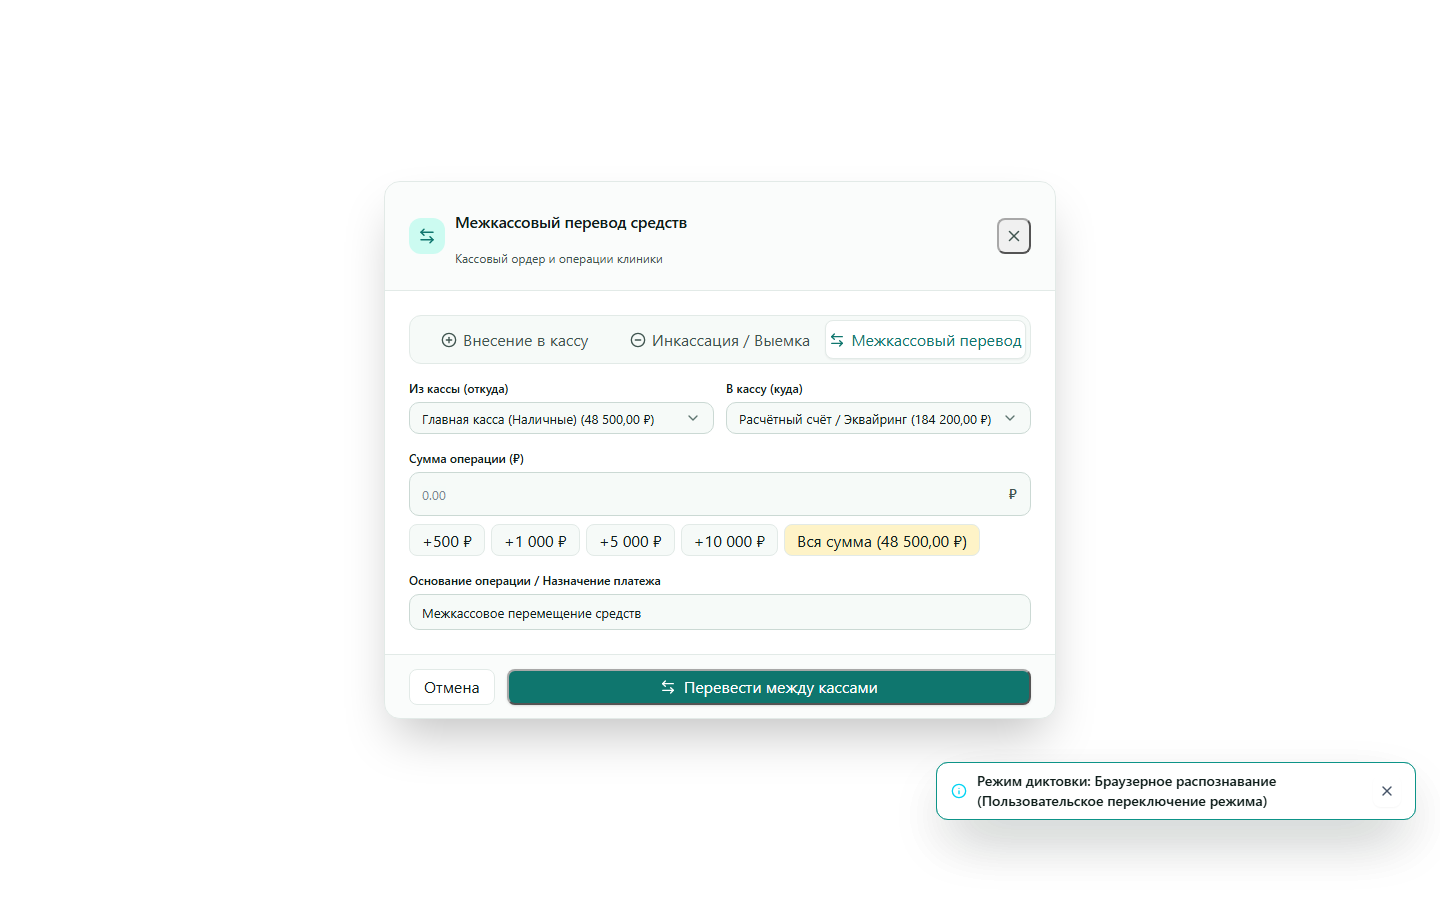 Межкассовый перевод средств
Кассовый ордер и операции клиники
Внесение в кассу
Инкассация / Выемка
Межкассовый перевод
Из кассы (откуда)
В кассу (куда)
Главная касса (Наличные) (48 500,00 ₽)
Расчётный счёт / Эквайринг (184 200,00 ₽)
Сумма операции (₽)
0.00
₽
+500 ₽
+1 000 ₽
+5 000 ₽
+10 000 ₽
Вся сумма (48 500,00 ₽)
Основание операции / Назначение платежа
Межкассовое перемещение средств
Отмена
Перевести между кассами
Режим диктовки: Браузерное распознавание
(Пользовательское переключение режима)